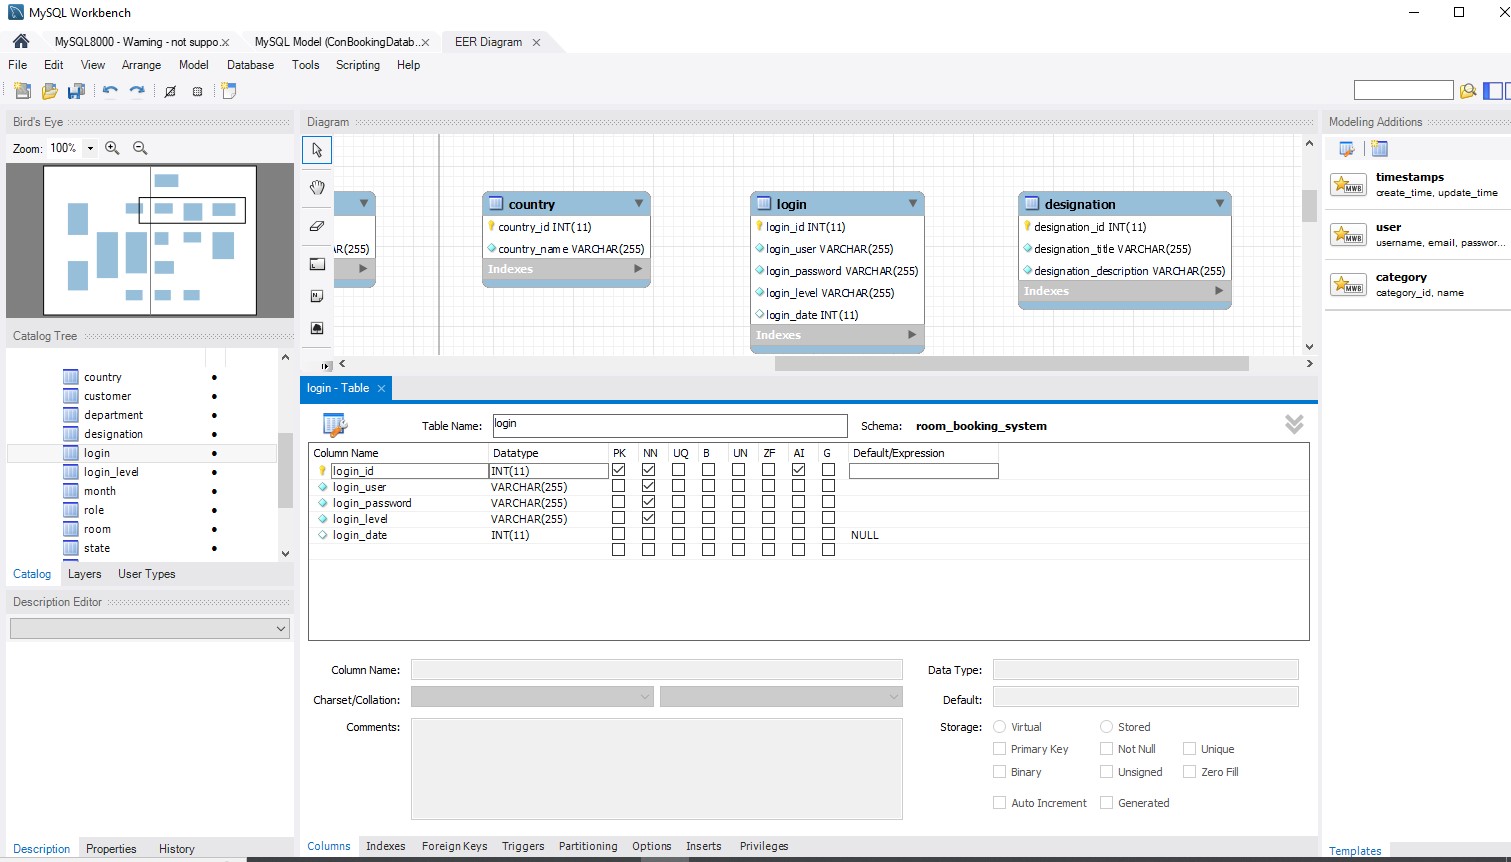 MySQL Workbench
MySQL8000 - Warning - not suppo.
MySQL Model (ConBookingDatab..
EER Diagram
File Edit View Arrange Model Database Tools Scripting Help
Bird's Eye
Zoom: 100%
Diagram
Modeling Additions
country
country_id INT(11)
country_name VARCHAR(255)
Indexes
login
login_id INT(11)
login_user VARCHAR(255)
login_password VARCHAR(255)
login_level VARCHAR(255)
login_date INT(11)
Indexes
designation
designation_id INT(11)
designation_title VARCHAR(255)
designation_description VARCHAR(255)
Indexes
timestamps
create_time, update_time
user
username, email, passwor...
category
category_id, name
Catalog Tree
country
customer
department
designation
login
login_level
month
role
room
state
Catalog Layers User Types
Description Editor
Description Properties History
login - Table
Table Name: login Schema: room_booking_system
Column Name Datatype PK NN UQ B UN ZF AI G Default/Expression
login_id INT(11)
login_user VARCHAR(255)
login_password VARCHAR(255)
login_level VARCHAR(255)
login_date INT(11) NULL
Column Name: Data Type:
Charset/Collation: Default:
Comments: Storage: Virtual Stored
Primary Key Not Null Unique
Binary Unsigned Zero Fill
Auto Increment Generated
Columns Indexes Foreign Keys Triggers Partitioning Options Inserts Privileges
Templates